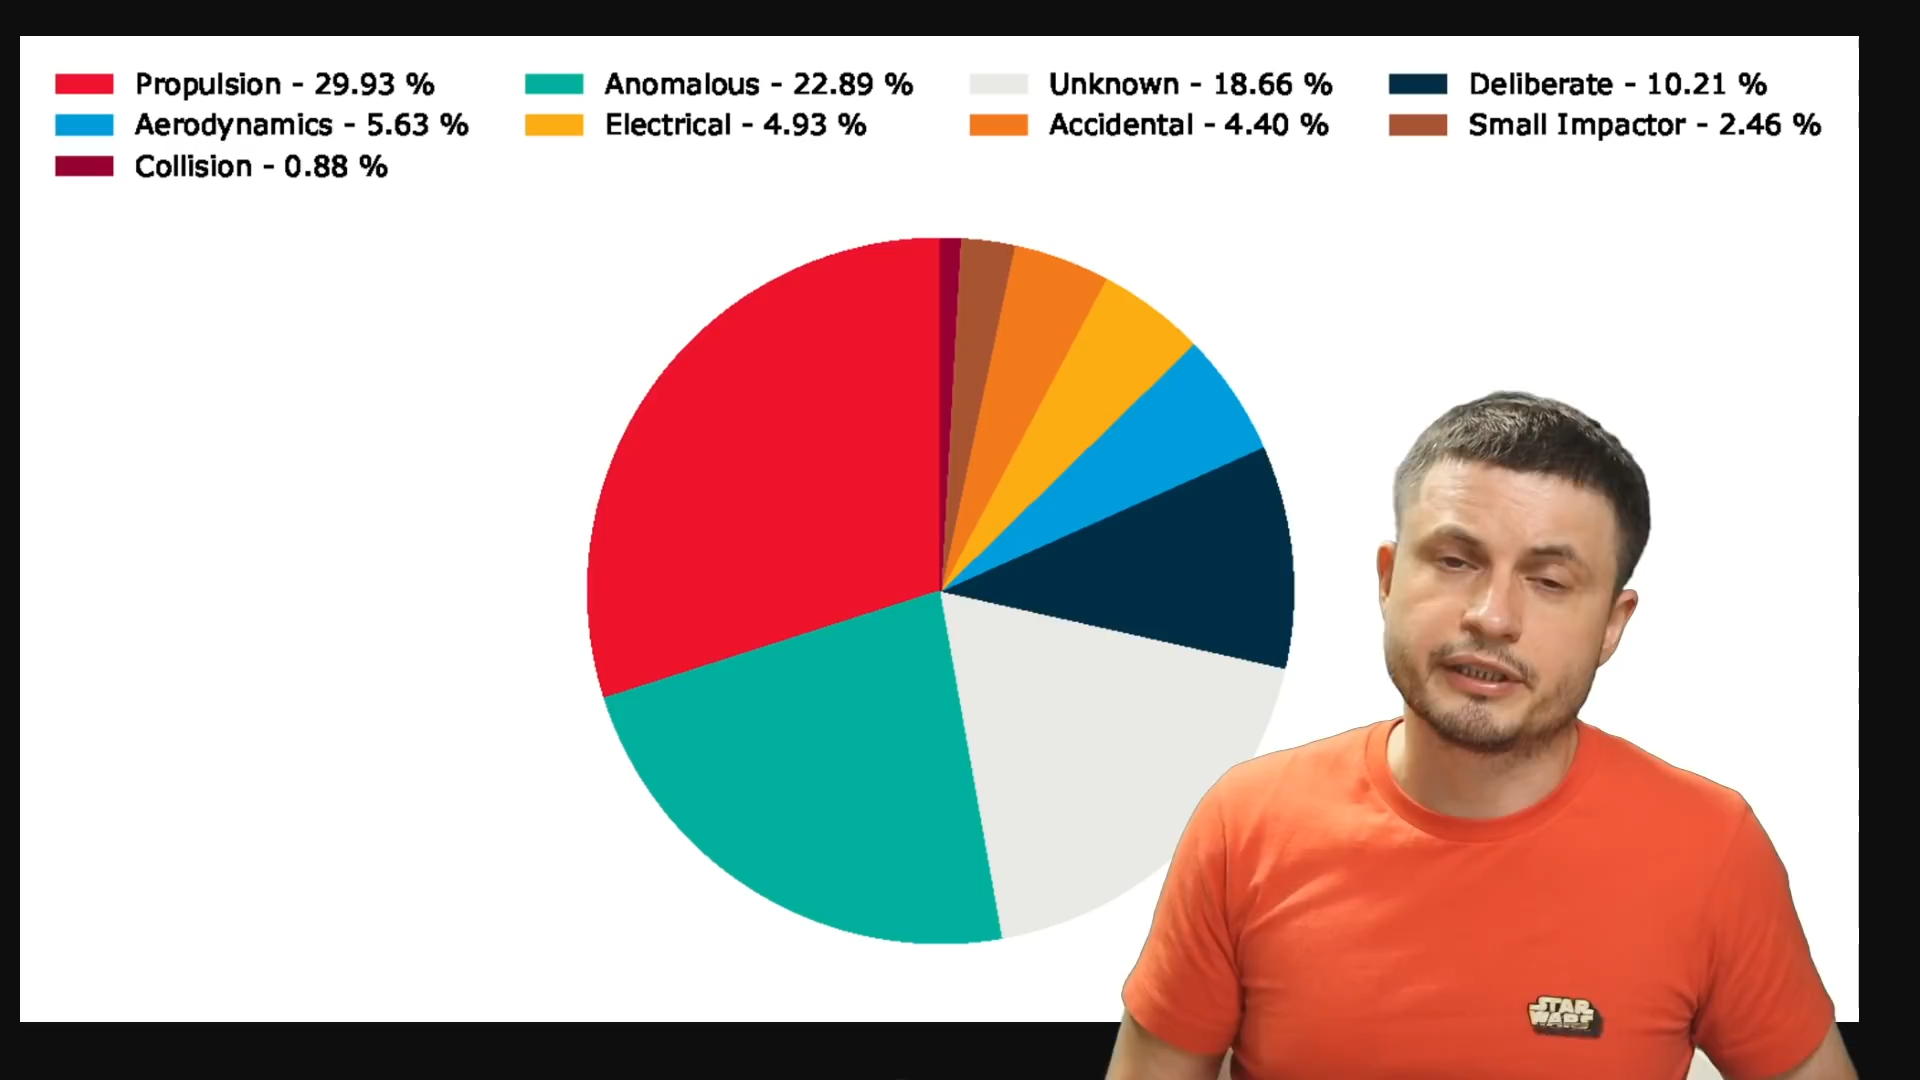 Propulsion - 29.93 % Anomalous - 22.89 % Unknown - 18.66 % Deliberate - 10.21 %
Aerodynamics - 5.63 % Electrical - 4.93 % Accidental - 4.40 % Small Impactor - 2.46 %
Collision - 0.88 %
STAR
WARS